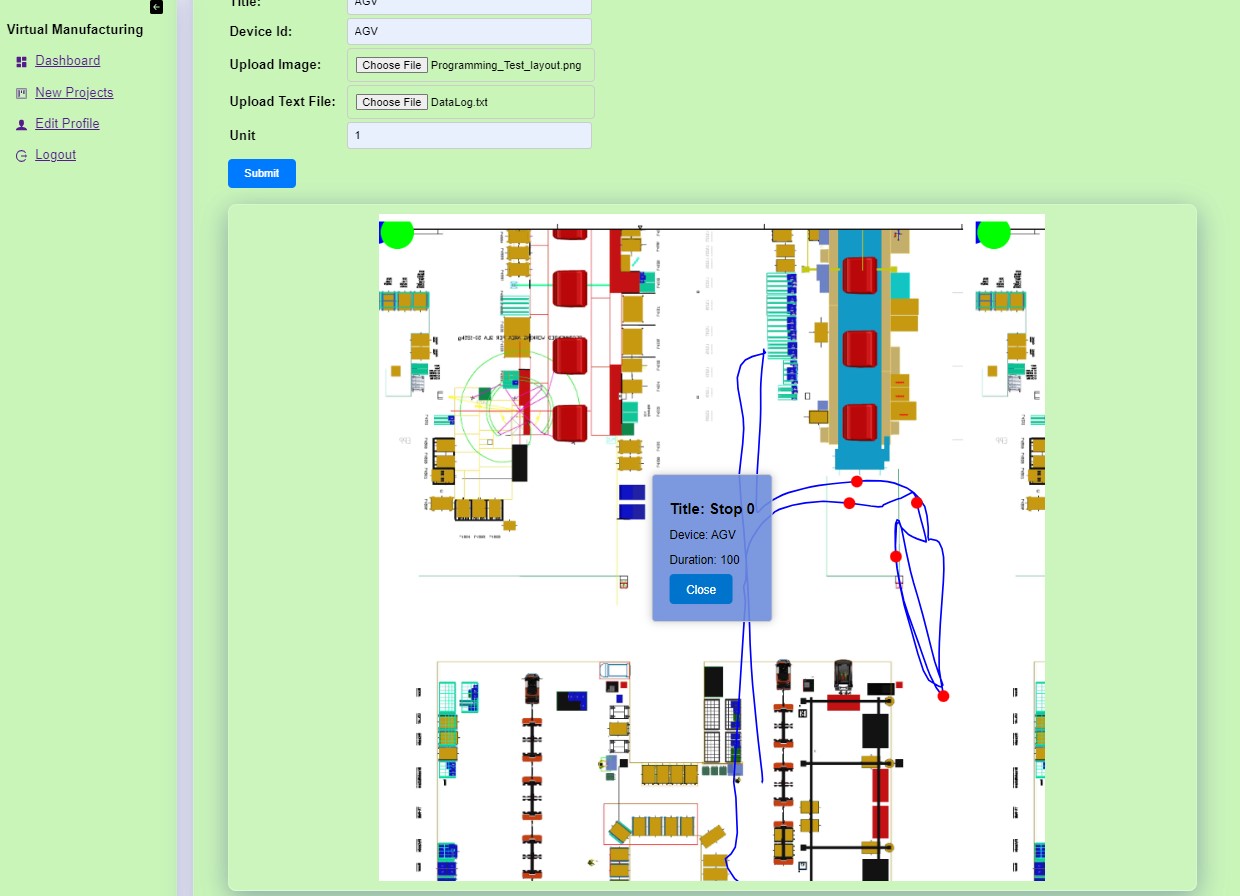 Title:
AGV
Virtual Manufacturing
Device Id:
AGV
Dashboard
Upload Image:
Choose File
Programming_Test_layout.png
New Projects
Upload Text File:
Choose File
DataLog.txt
Edit Profile
Unit
1
Logout
Submit
Title: Stop 0
Device: AGV
Duration: 100
Close